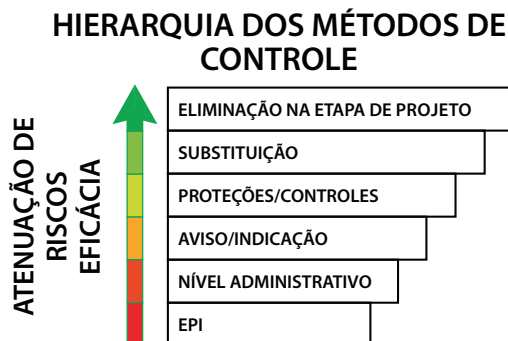 HIERARQUIA DOS MÉTODOS DE
CONTROLE
ATENUAÇÃO DE
RISCOS
EFICÁCIA
ELIMINAÇÃO NA ETAPA DE PROJETO
SUBSTITUIÇÃO
PROTEÇÕES/CONTROLES
AVISO/INDICAÇÃO
NÍVEL ADMINISTRATIVO
EPI